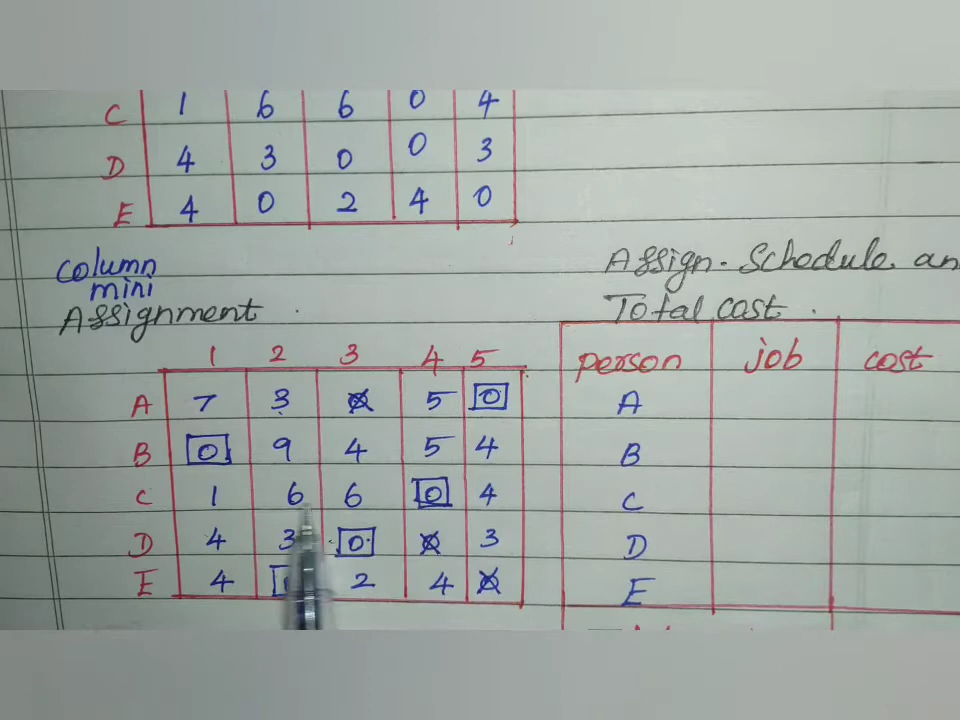 C 1 6 6 0 4
D 4 3 0 0 3
E 4 0 2 4 0
Column
mini
Assignment .
1 2 3 4 5
A 7 3 0 5 0
B 0 9 4 5 4
C 1 6 6 0 4
D 4 3 0 0 3
E 4 2 4 0
Assign. Schedule an
Total cost .
person job cost
A
B
C
D
E